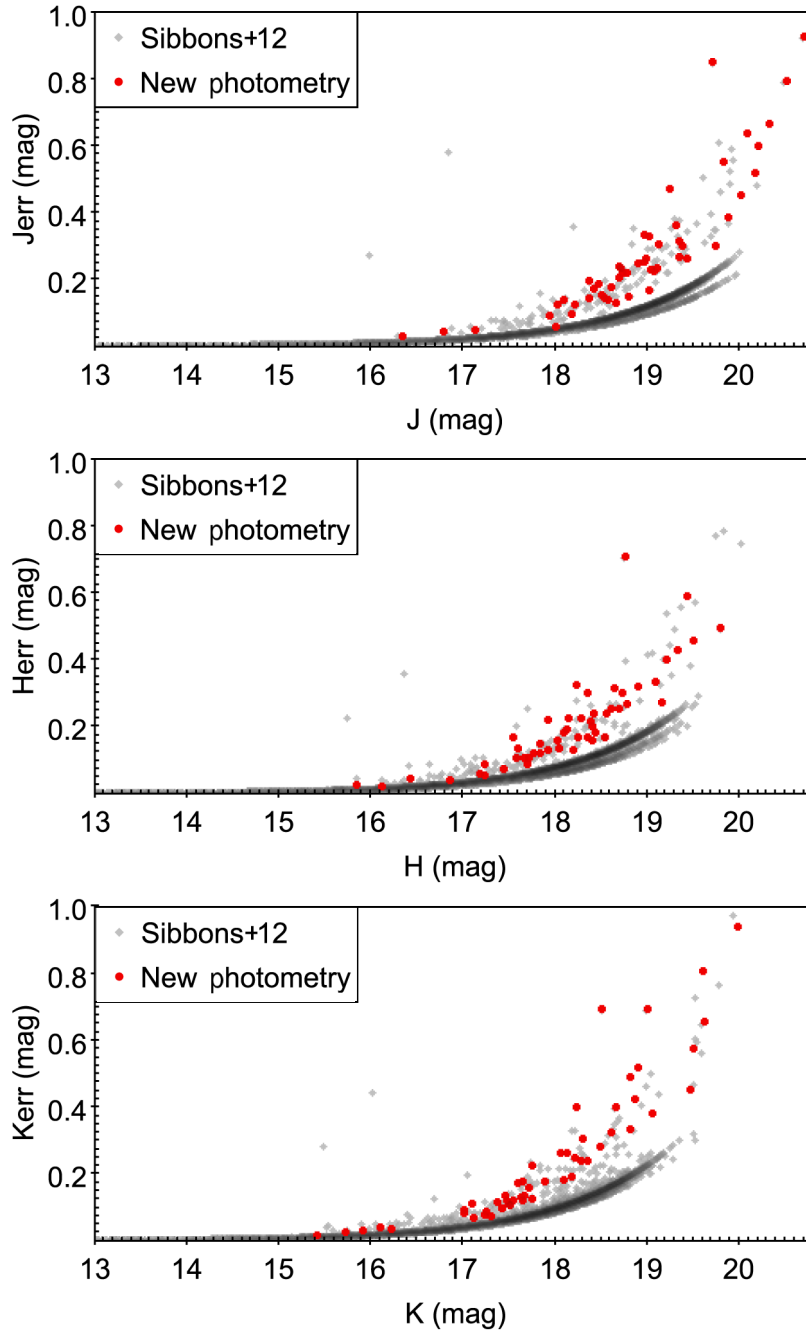 1.0
0.8
0.6
0.4
0.2
Jerr (mag)
Sibbons+12
New photometry
13 14 15 16 17 18 19 20
J (mag)
1.0
0.8
0.6
0.4
0.2
Herr (mag)
Sibbons+12
New photometry
13 14 15 16 17 18 19 20
H (mag)
1.0
0.8
0.6
0.4
0.2
Kerr (mag)
Sibbons+12
New photometry
13 14 15 16 17 18 19 20
K (mag)